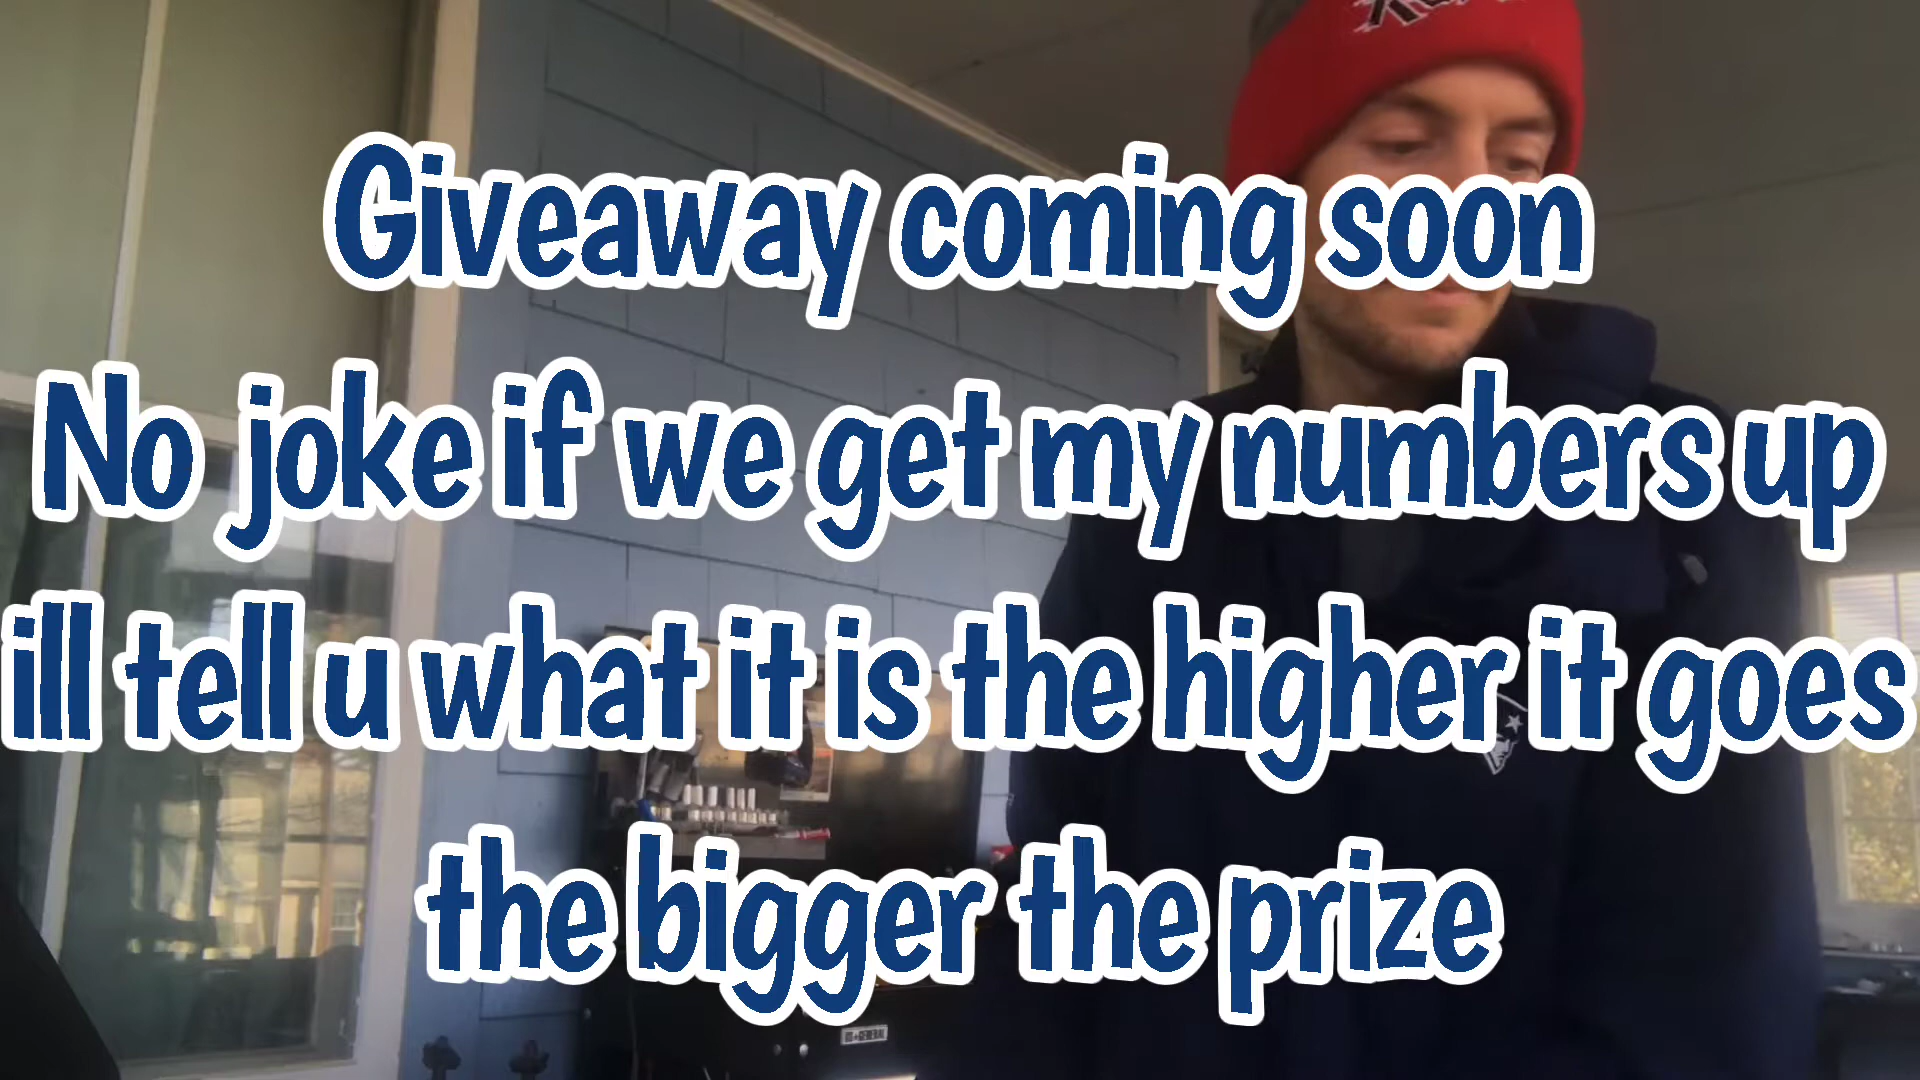 Giveaway coming soon
No joke if we get my numbers up
ill tell u what it is the higher it goes
the bigger the prize